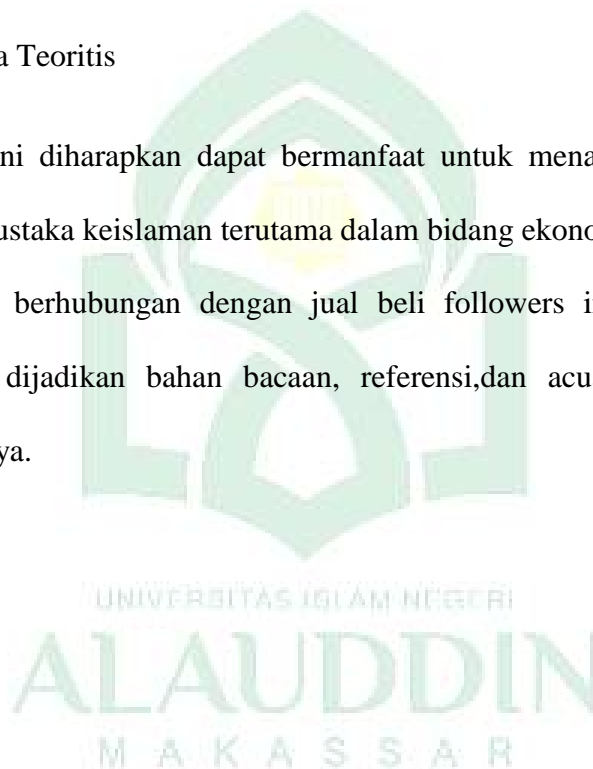 a Teoritis
ni diharapkan dapat bermanfaat untuk mena
ustaka keislaman terutama dalam bidang ekono
berhubungan dengan jual beli followers i
dijadikan bahan bacaan, referensi,dan acu
ya.
UNIVERSITAS ISLAM NEGERI
ALAUDDIN
MAKASSAR